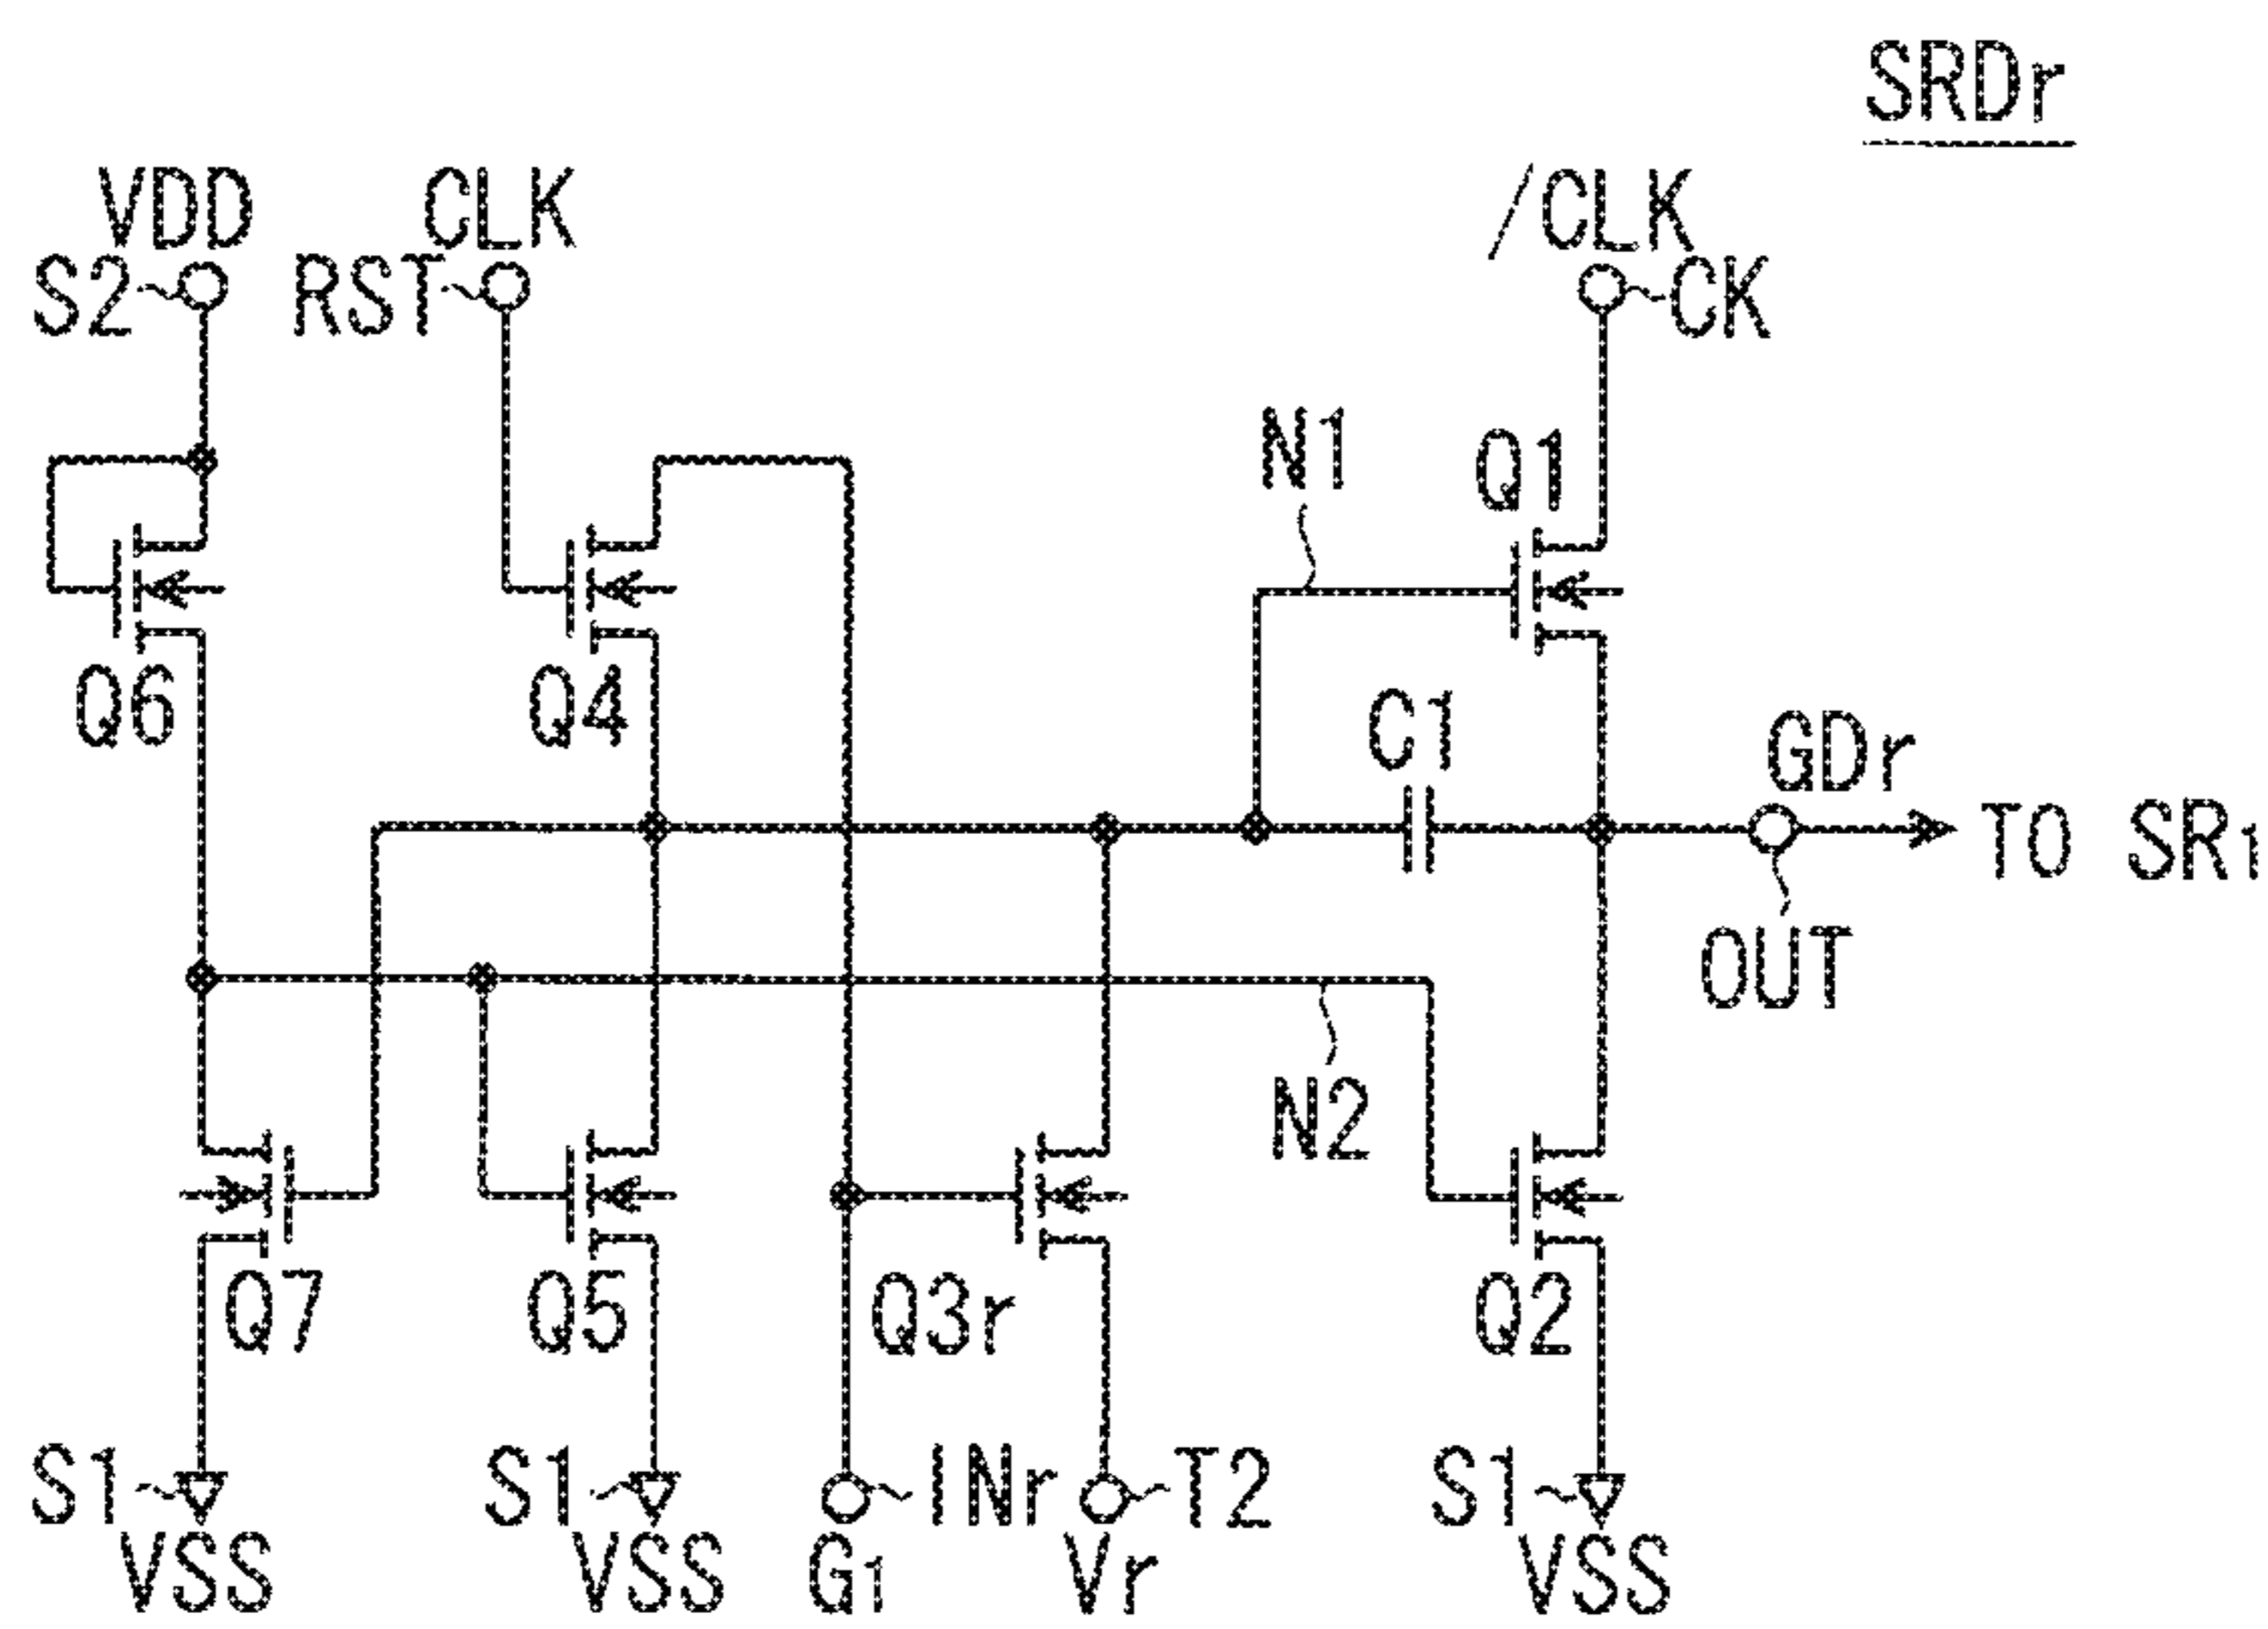 SRDr
VDD
CLK
/CLK
S2
RST
CK
N1
Q1
Q6
Q4
C1
GDr
TO SR1
OUT
N2
Q7
Q5
Q3r
Q2
S1
S1
INr
T2
S1
VSS
VSS
G1
Vr
VSS